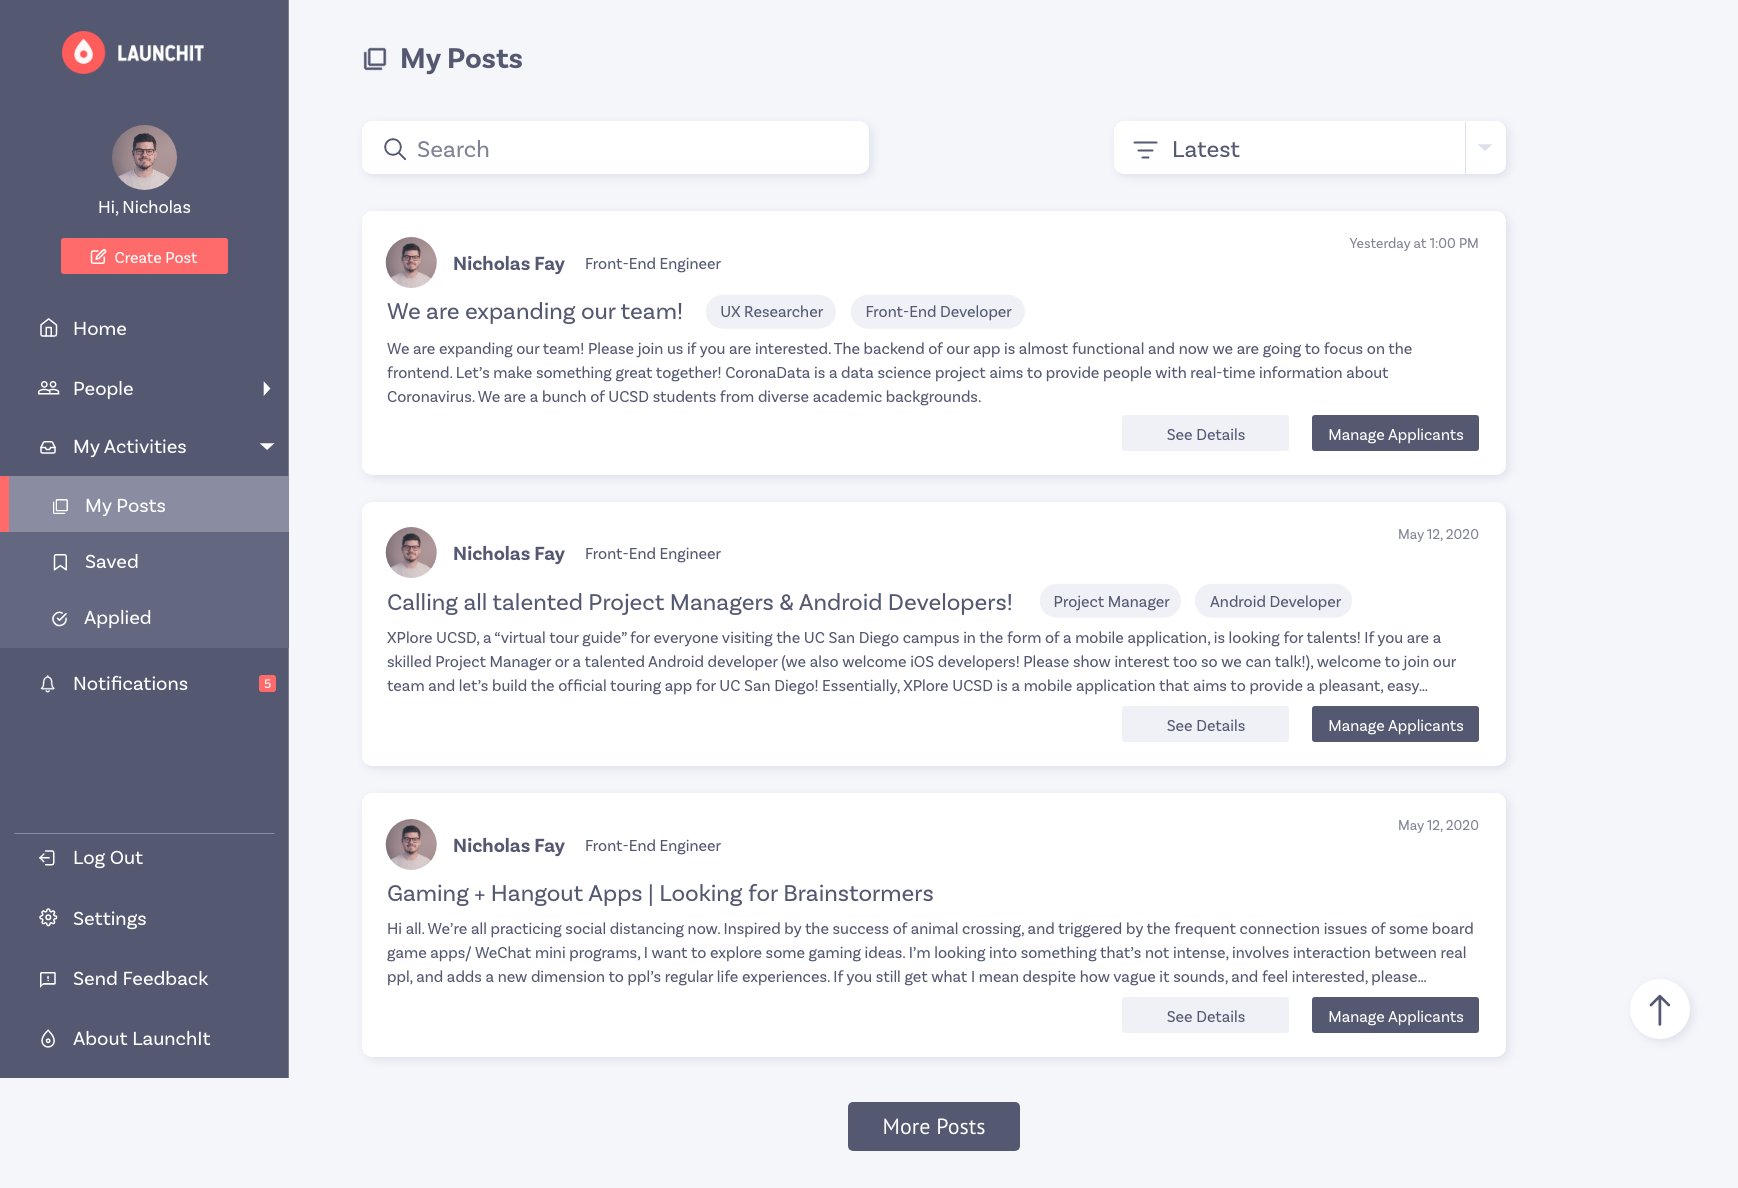 LAUNCHIT
Hi, Nicholas
Create Post
Home
People
My Activities
My Posts
Saved
Applied
Notifications 5
Log Out
Settings
Send Feedback
About LaunchIt
My Posts
Search
Latest
Yesterday at 1:00 PM
Nicholas Fay Front-End Engineer
We are expanding our team! UX Researcher Front-End Developer
We are expanding our team! Please join us if you are interested. The backend of our app is almost functional and now we are going to focus on the
frontend. Let’s make something great together! CoronaData is a data science project aims to provide people with real-time information about
Coronavirus. We are a bunch of UCSD students from diverse academic backgrounds.
See Details Manage Applicants
May 12, 2020
Nicholas Fay Front-End Engineer
Calling all talented Project Managers & Android Developers! Project Manager Android Developer
XPlore UCSD, a “virtual tour guide” for everyone visiting the UC San Diego campus in the form of a mobile application, is looking for talents! If you are a
skilled Project Manager or a talented Android developer (we also welcome iOS developers! Please show interest too so we can talk!), welcome to join our
team and let’s build the official touring app for UC San Diego! Essentially, XPlore UCSD is a mobile application that aims to provide a pleasant, easy…
See Details Manage Applicants
May 12, 2020
Nicholas Fay Front-End Engineer
Gaming + Hangout Apps | Looking for Brainstormers
Hi all. We’re all practicing social distancing now. Inspired by the success of animal crossing, and triggered by the frequent connection issues of some board
game apps/ WeChat mini programs, I want to explore some gaming ideas. I’m looking into something that’s not intense, involves interaction between real
ppl, and adds a new dimension to ppl’s regular life experiences. If you still get what I mean despite how vague it sounds, and feel interested, please…
See Details Manage Applicants
More Posts